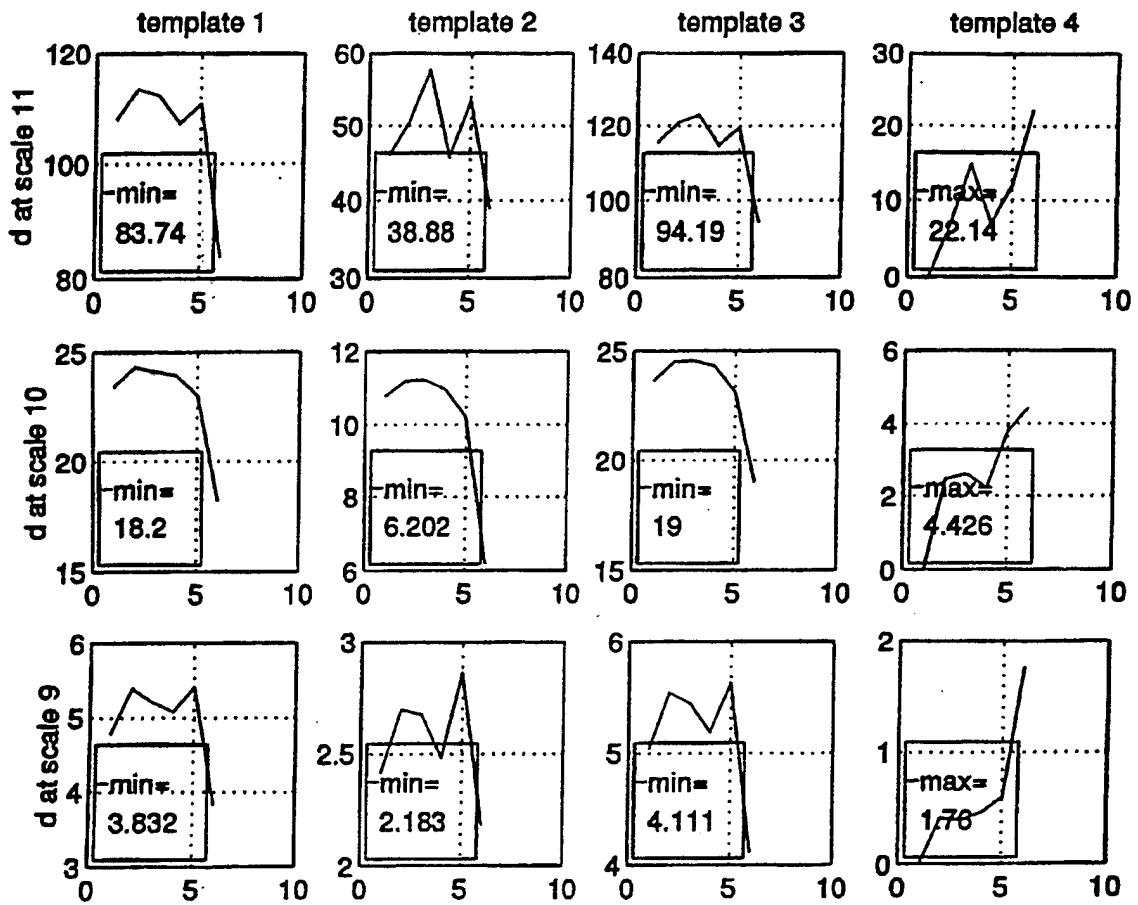 template 1 template 2 template 3 template 4
120 60 140 30
100 50 120 20
40 100 10
80 30 80 0
d at scale 11
min= min= min= max=
83.74 38.88 94.19 22.14
0 5 10 0 5 10 0 5 10 0 5 10
25 12 25 6
20 10 20 4
8 2
15 6 15 0
d at scale 10
min= min= min= max=
18.2 6.202 19 4.426
0 5 10 0 5 10 0 5 10 0 5 10
6 3 6 2
5 2.5 5 1
4
3 2 4 0
d at scale 9
min= min= min= max=
3.832 2.183 4.111 1.76
0 5 10 0 5 10 0 5 10 0 5 10